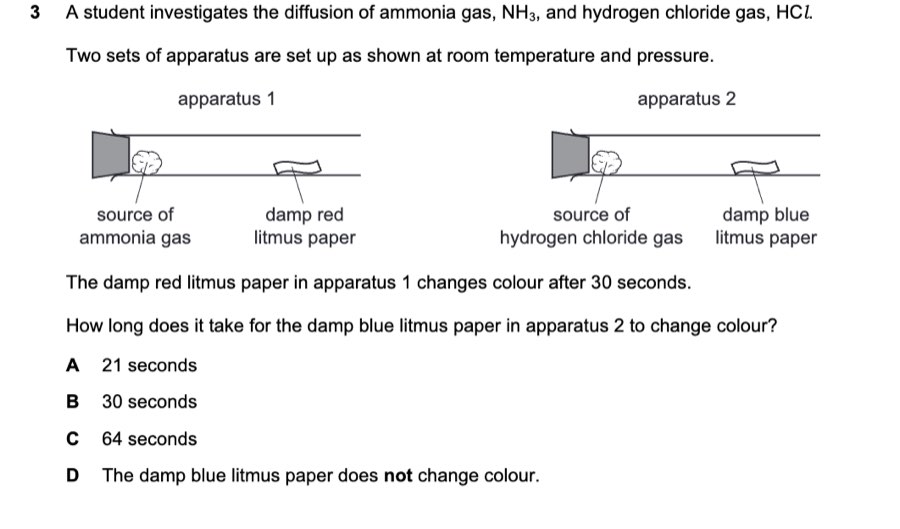 3 A student investigates the diffusion of ammonia gas, NH₃, and hydrogen chloride gas, HCl.
Two sets of apparatus are set up as shown at room temperature and pressure.
apparatus 1
apparatus 2
source of ammonia gas
damp red litmus paper
source of hydrogen chloride gas
damp blue litmus paper
The damp red litmus paper in apparatus 1 changes colour after 30 seconds.
How long does it take for the damp blue litmus paper in apparatus 2 to change colour?
A 21 seconds
B 30 seconds
C 64 seconds
D The damp blue litmus paper does not change colour.